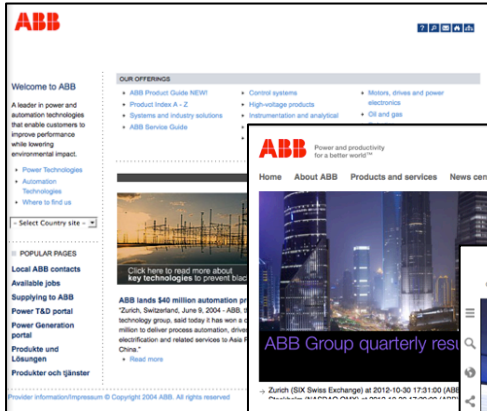 ABB
Welcome to ABB
A leader in power and
automation technologies
that enable customers to
improve performance
while lowering
environmental impact.
Power Technologies
Automation
Technologies
Where to find us
- Select Country site -
POPULAR PAGES
Local ABB contacts
Available jobs
Supplying to ABB
Power T&D portal
Power Generation
portal
Produkte und
Lösungen
Produkter och tjänster
OUR OFFERINGS
ABB Product Guide NEW!
Product Index A - Z
Systems and industry solutions
ABB Service Guide
Control systems
High-voltage products
Instrumentation and analytical
Motors, drives and power
electronics
Oil and gas
Click here to read more about
key technologies to prevent blac
ABB lands $40 million automation pr
"Zurich, Switzerland, June 9, 2004 - ABB, t
technology group, said today it has won a c
million to deliver process automation, drive
electrification and related services to Asia P
China."
Read more
Provider information/Impressum © Copyright 2004 ABB. All rights reserved
ABB
Power and productivity
for a better world™
Home About ABB Products and services News cen
ABB Group quarterly resu
Zurich (SIX Swiss Exchange) at 2012-10-30 17:31:00 (ABB